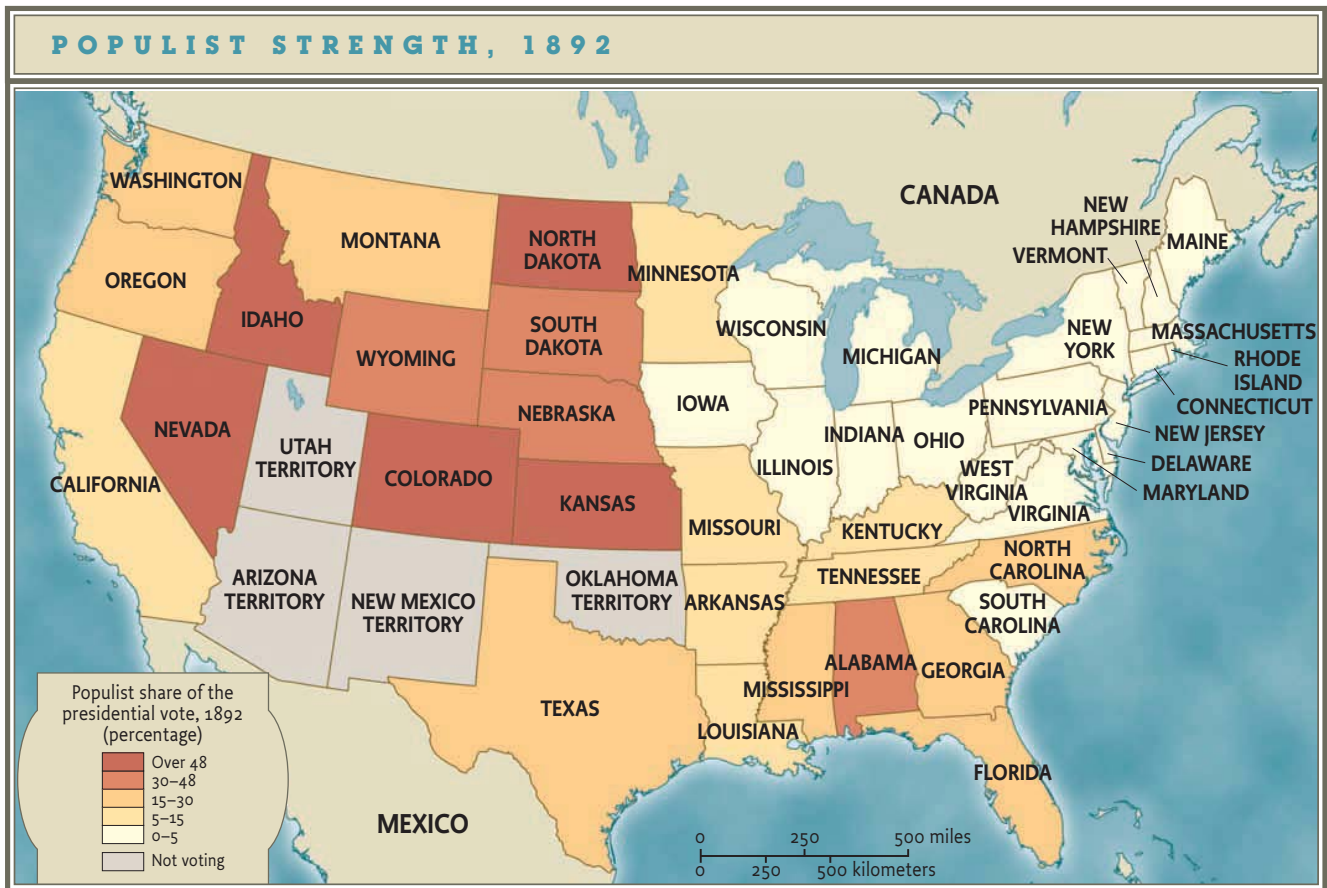 POPULIST STRENGTH, 1892
CANADA
WASHINGTON
MONTANA
NORTH
DAKOTA
MINNESOTA
OREGON
IDAHO
WYOMING
SOUTH
DAKOTA
WISCONSIN
MICHIGAN
NEW
HAMPSHIRE
VERMONT
MAINE
NEW
YORK
MASSACHUSETTS
RHODE
ISLAND
CONNECTICUT
NEW JERSEY
DELAWARE
MARYLAND
NEVADA
UTAH
TERRITORY
COLORADO
NEBRASKA
KANSAS
IOWA
ILLINOIS
INDIANA
OHIO
PENNSYLVANIA
WEST
VIRGINIA
VIRGINIA
CALIFORNIA
ARIZONA
TERRITORY
NEW MEXICO
TERRITORY
OKLAHOMA
TERRITORY
MISSOURI
KENTUCKY
TENNESSEE
NORTH
CAROLINA
SOUTH
CAROLINA
ARKANSAS
TEXAS
LOUISIANA
MISSISSIPPI
ALABAMA
GEORGIA
FLORIDA
MEXICO
Populist share of the
presidential vote, 1892
(percentage)
Over 48
30–48
15–30
5–15
0–5
Not voting
0 250 500 miles
0 250 500 kilometers